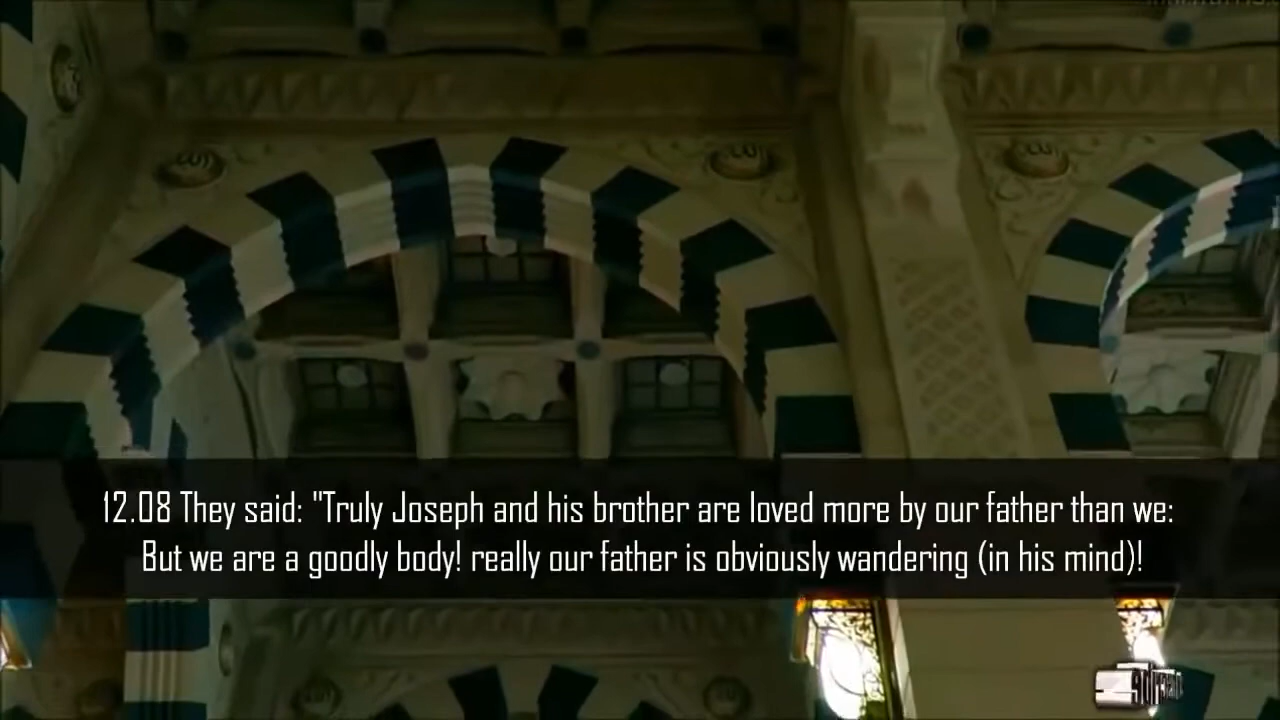 12.08 They said: "Truly Joseph and his brother are loved more by our father than we:
But we are a goodly body! really our father is obviously wandering (in his mind)!